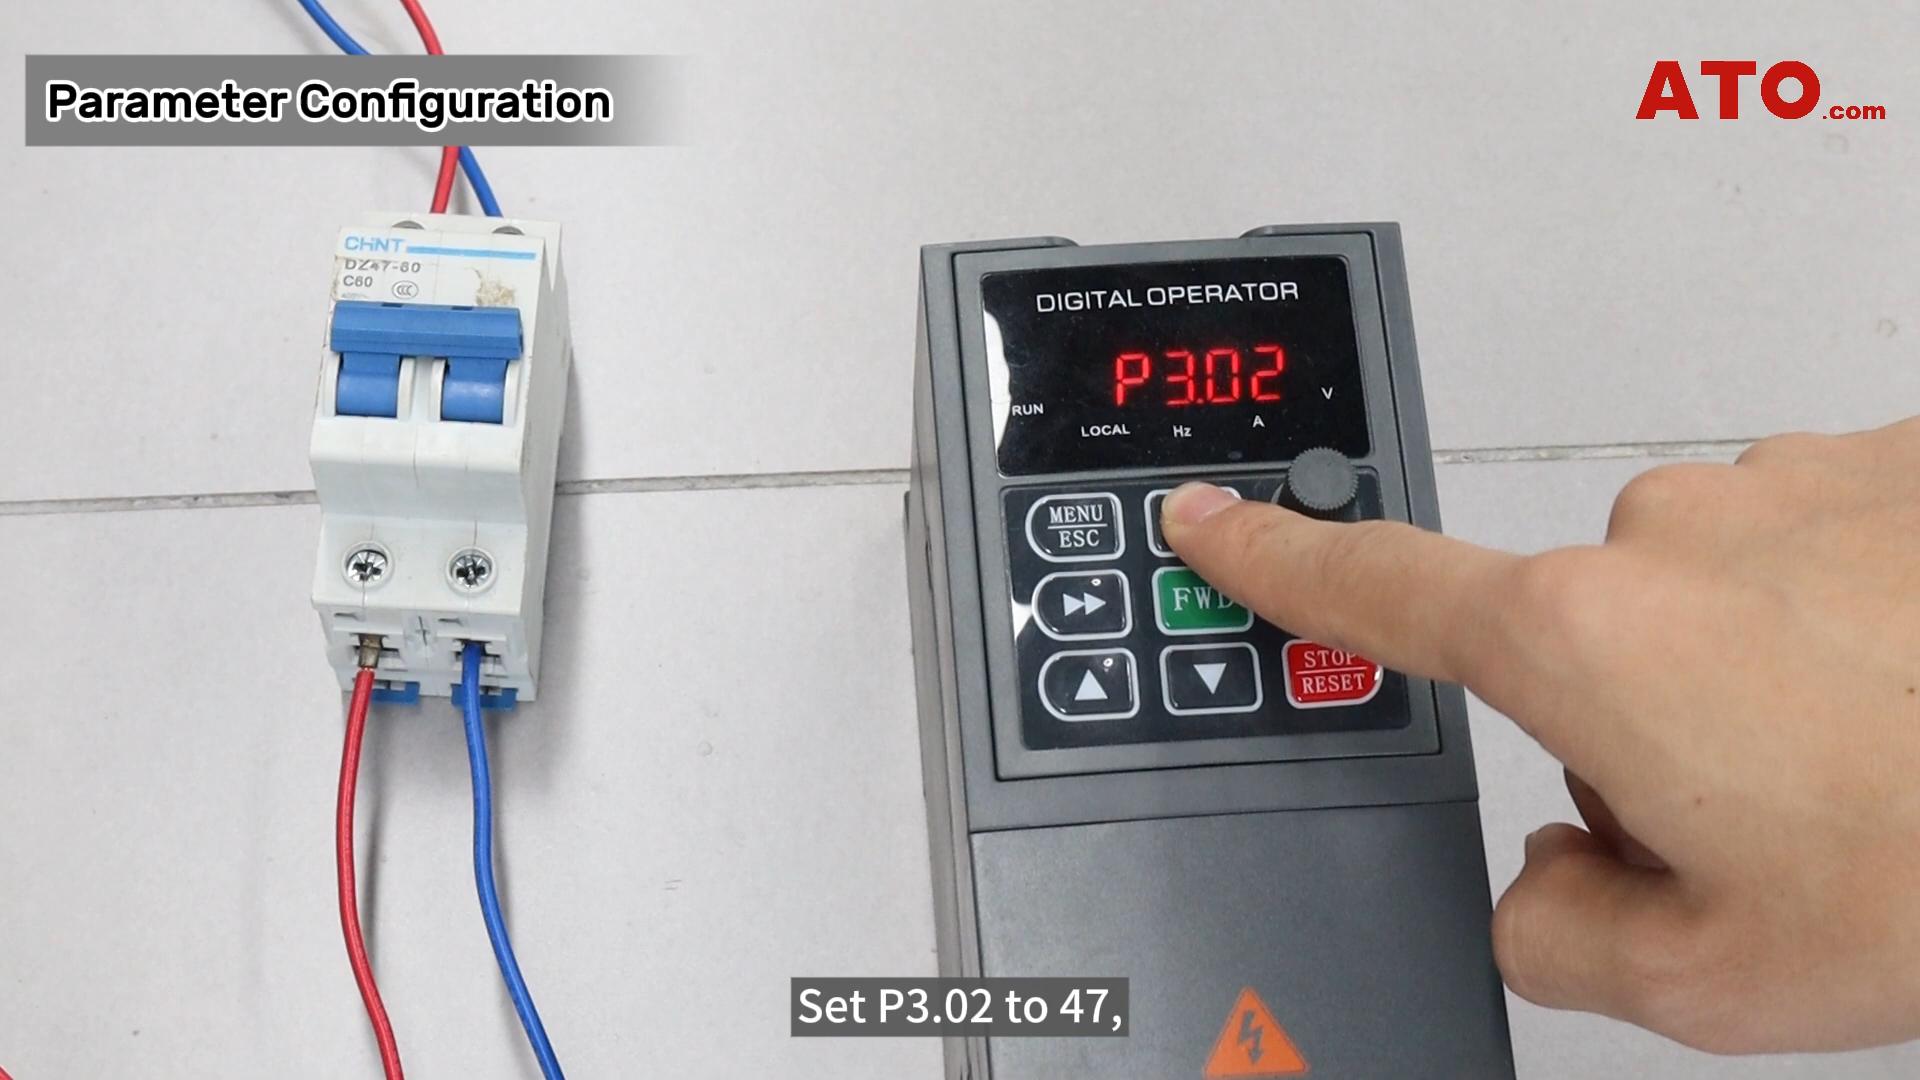 Parameter Configuration
ATO.com
CHNT
DZ47-60
C60
CCC
DIGITAL OPERATOR
P3.02
RUN
LOCAL
Hz
A
V
MENU
ESC
FWD
STOP
RESET
Set P3.02 to 47,